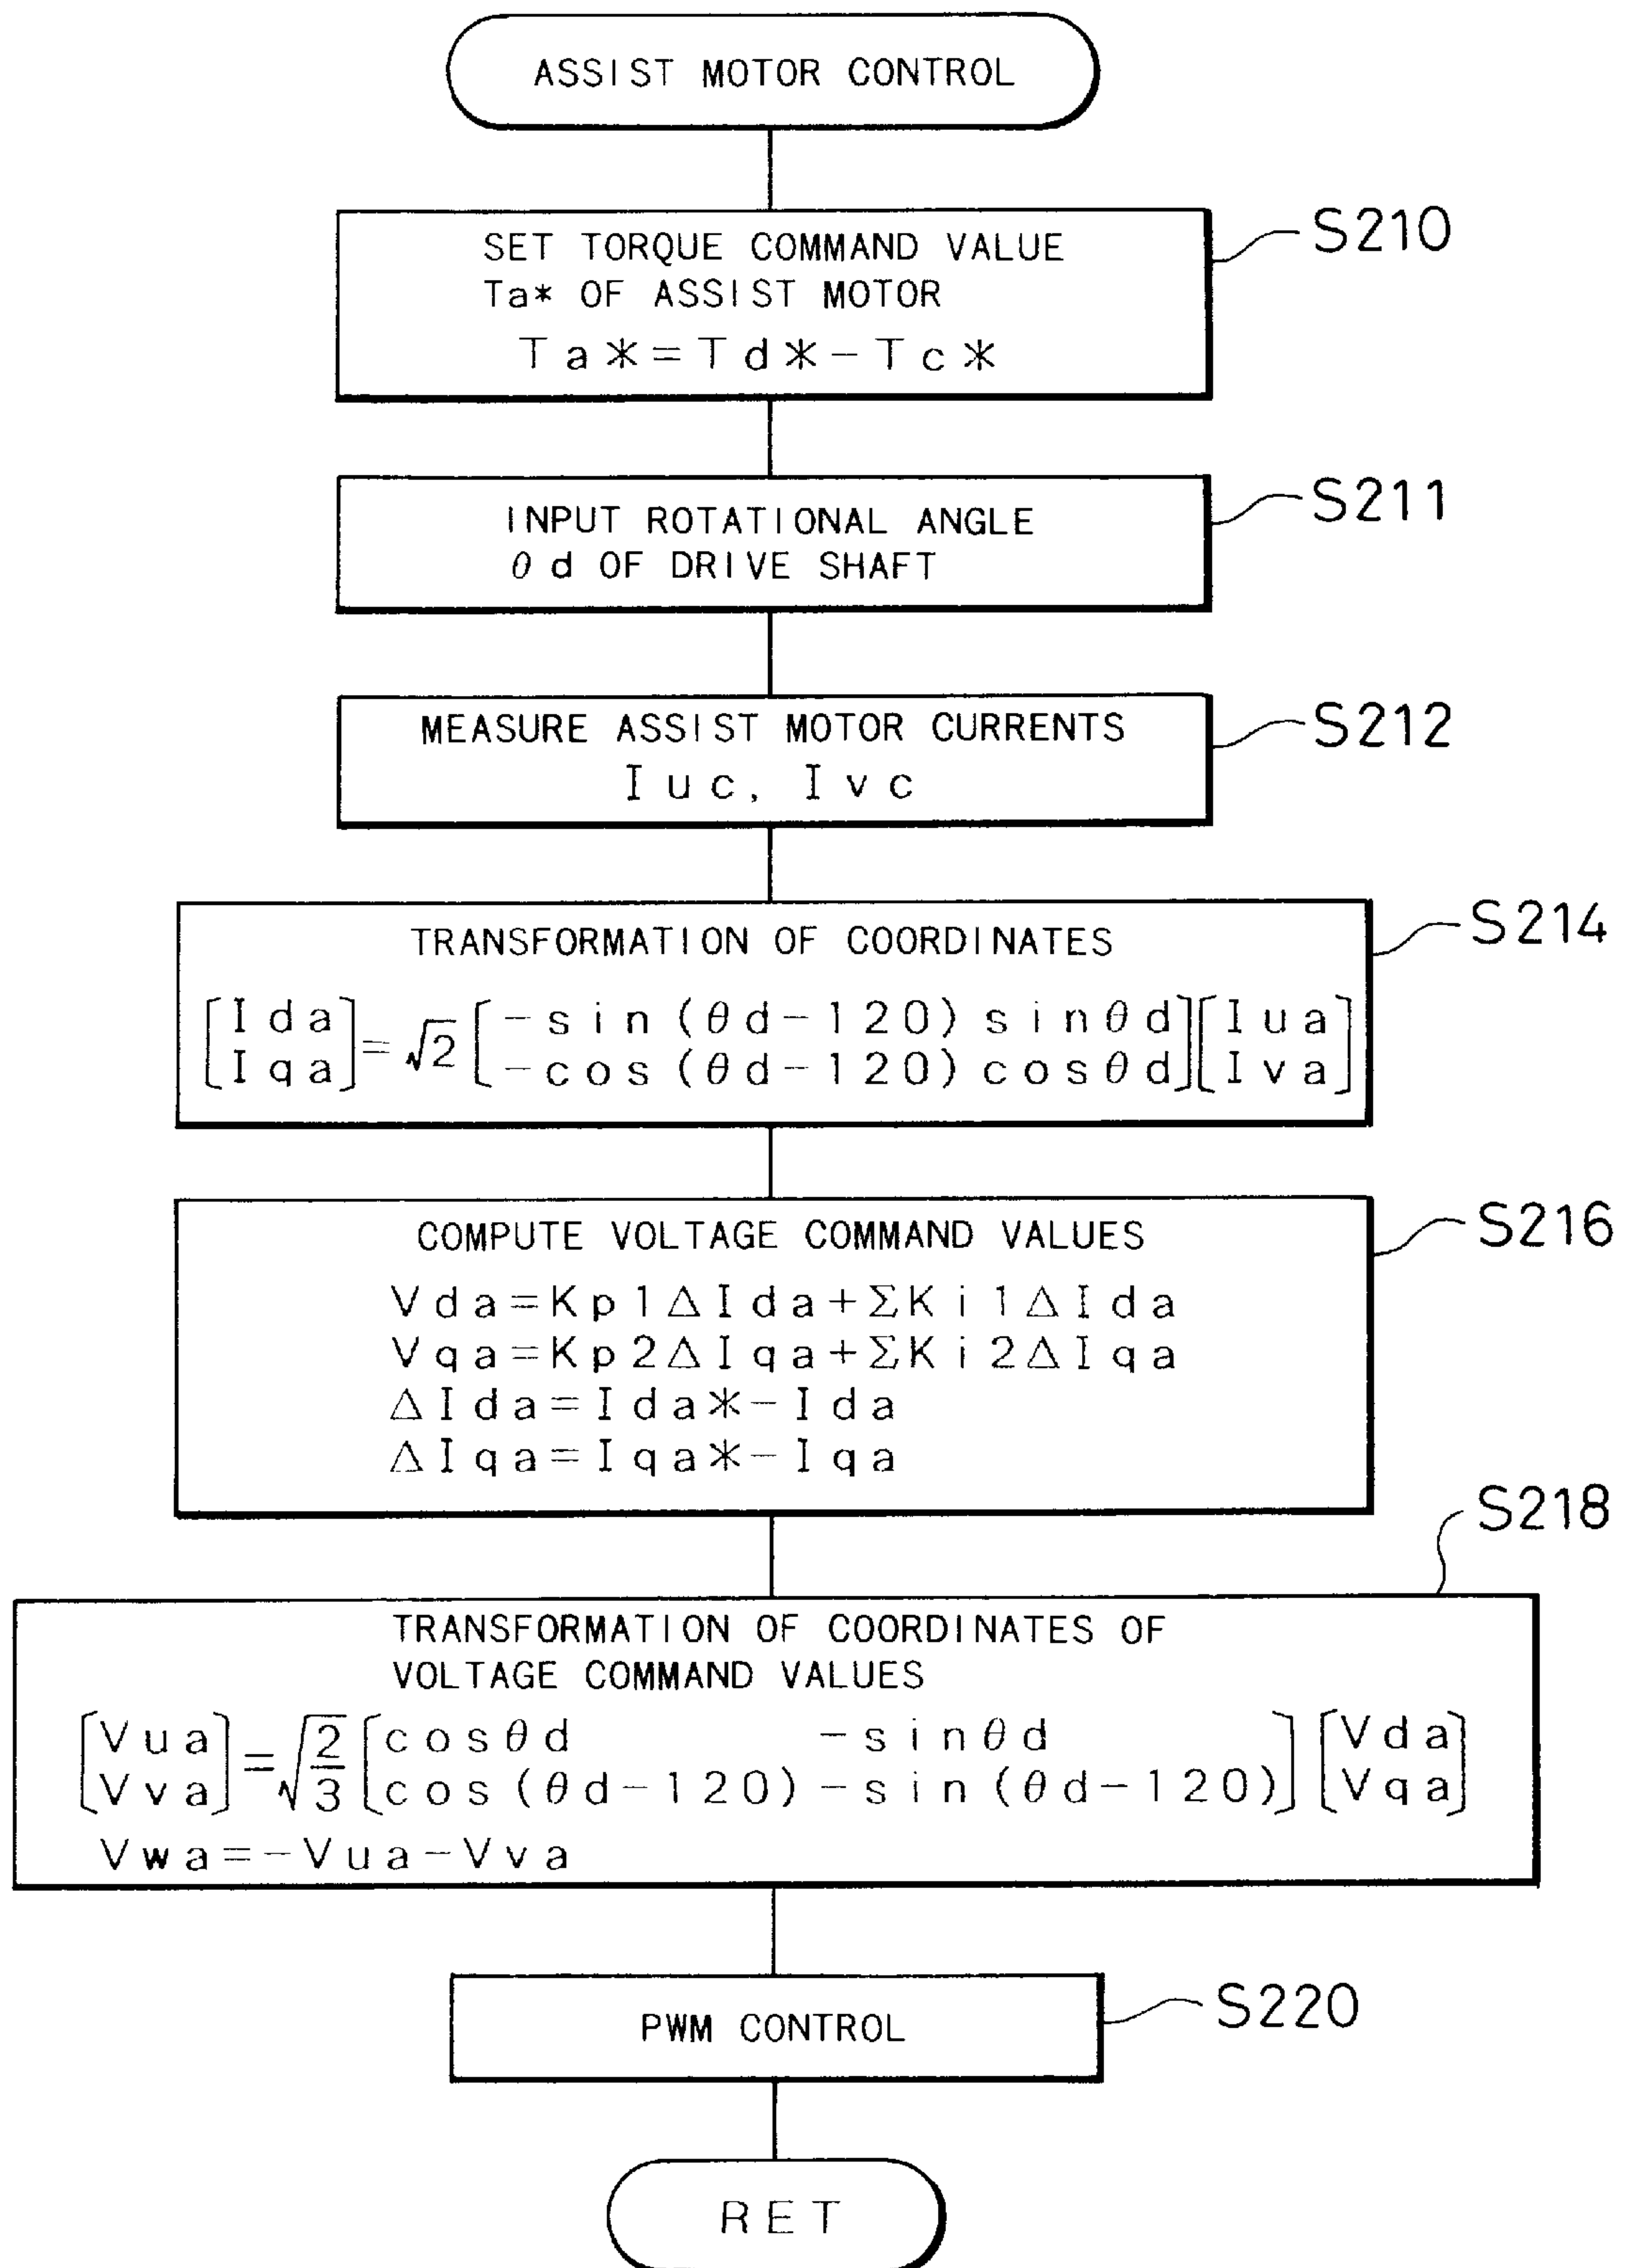 ASSIST MOTOR CONTROL
SET TORQUE COMMAND VALUE
Ta* OF ASSIST MOTOR
Ta*=Td*-Tc*
S210
INPUT ROTATIONAL ANGLE
θd OF DRIVE SHAFT
S211
MEASURE ASSIST MOTOR CURRENTS
Iuc, Ivc
S212
TRANSFORMATION OF COORDINATES
S214
[Ida] = √2 [-sin(θd-120) sinθd] [Iua]
[Iqa] [-cos(θd-120) cosθd] [Iva]
COMPUTE VOLTAGE COMMAND VALUES
S216
Vda=Kp1ΔIda+ΣKi1ΔIda
Vqa=Kp2ΔIqa+ΣKi2ΔIqa
ΔIda=Ida*-Ida
ΔIqa=Iqa*-Iqa
S218
TRANSFORMATION OF COORDINATES OF
VOLTAGE COMMAND VALUES
[Vua] = √2/3 [cosθd -sinθd] [Vda]
[Vva] [cos(θd-120) -sin(θd-120)] [Vqa]
Vwa=-Vua-Vva
PWM CONTROL
S220
RET